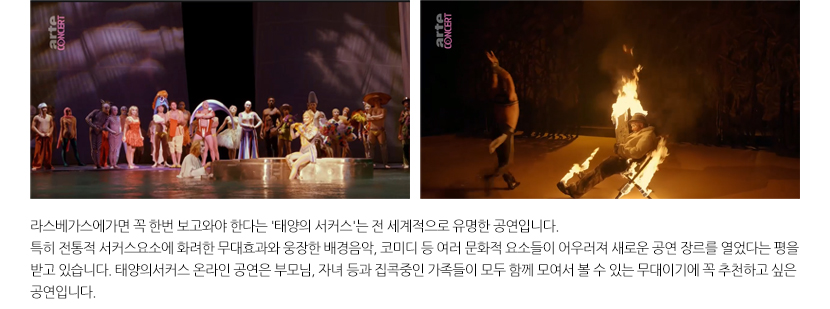 arte
CONCERT
arte
CONCERT
라스베가스에가면 꼭 한번 보고와야 한다는 '태양의 서커스'는 전 세계적으로 유명한 공연입니다.
특히 전통적 서커스요소에 화려한 무대효과와 웅장한 배경음악, 코미디 등 여러 문화적 요소들이 어우러져 새로운 공연 장르를 열었다는 평을
받고 있습니다. 태양의서커스 온라인 공연은 부모님, 자녀 등과 집콕중인 가족들이 모두 함께 모여서 볼 수 있는 무대이기에 꼭 추천하고 싶은
공연입니다.